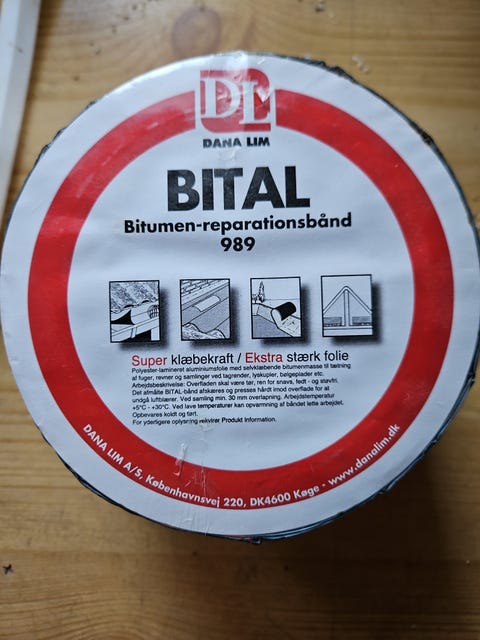 DL
DANA LIM
BITAL
Bitumen-reparationsbånd
989
Super klæbekraft / Ekstra stærk folie
Polyester-lamineret aluminiumsfolie med selvklæbende bitumenmasse til tætning
af fuger, revner og samlinger ved tagrender, lyskupler, bølgeplader etc.
Arbejdsbeskrivelse: Overfladen skal være tør, ren for snavs, fedt - og støvfri.
Det afmålte BITAL-bånd afskæres og presses hårdt imod overflade for at
undgå luftblærer. Ved samling min. 30 mm overlapning. Arbejdstemperatur
+5°C - +30°C. Ved lave temperaturer kan opvarmning af båndet lette arbejdet.
Opbevares koldt og tørt.
For yderligere oplysning rekvirer Produkt Information.
DANA LIM A/S, Københavnsvej 220, DK4600 Køge - www.danalim.dk